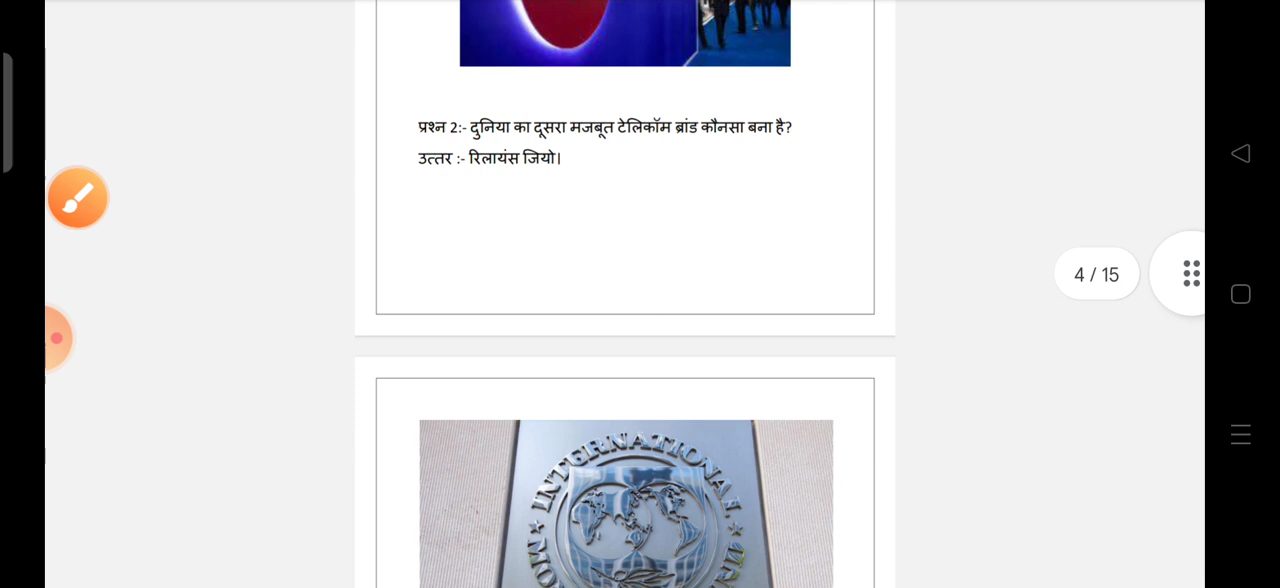 प्रश्न 2:- दुनिया का दूसरा मजबूत टेलिकॉम ब्रांड कौनसा बना है?
उत्तर :- रिलायंस जियो।
4 / 15
INTERNATIONAL